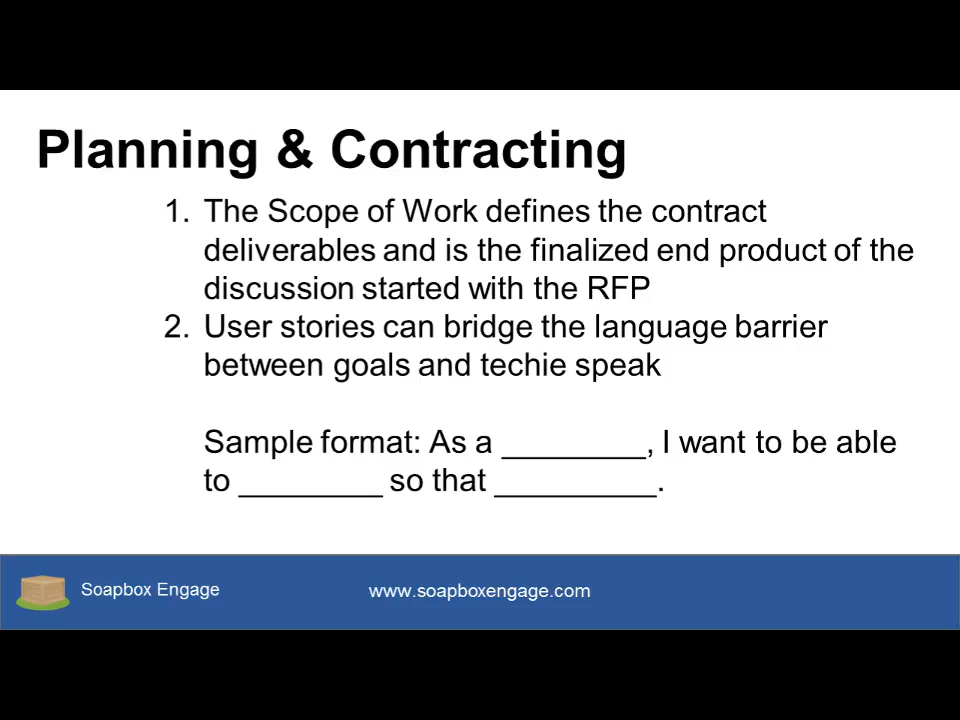 Planning & Contracting
1. The Scope of Work defines the contract
deliverables and is the finalized end product of the
discussion started with the RFP
2. User stories can bridge the language barrier
between goals and techie speak
Sample format: As a ________, I want to be able
to ________ so that _________.
Soapbox Engage
www.soapboxengage.com